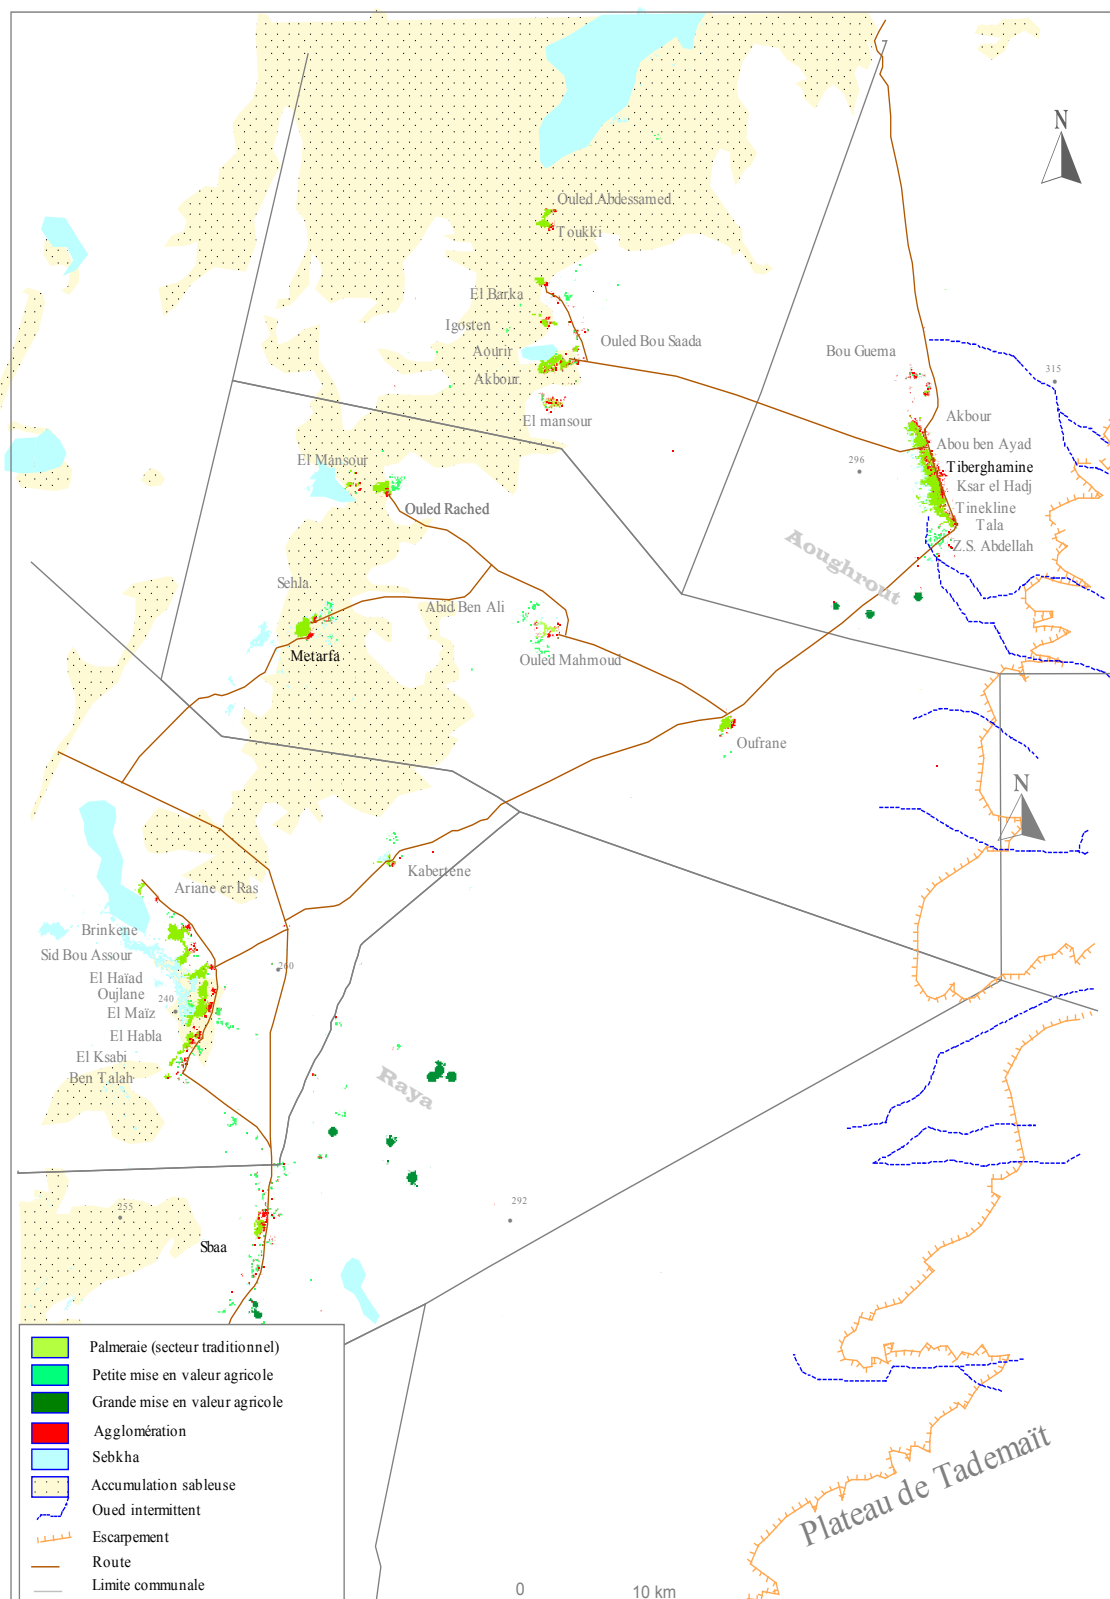 N
Ouled Abdessamed
Toukki
El Barka
Igosten
Ouled Bou Saada
Aourir
Akbour
El mansour
Bou Guema
315
Akbour
Abou ben Ayad
Tiberghamine
Ksar el Hadj
Tinekline
Tala
Z.S. Abdellah
296
El Mansour
Ouled Rached
Aoughrout
Sehla
Abid Ben Ali
Metarfa
Ouled Mahmoud
Oufrane
N
Kabertene
Ariane er Ras
Brinkene
Sid Bou Assour
260
El Haïad
Oujlane
240
El Maïz
El Habla
El Ksabi
Ben Talah
Raya
255
292
Sbaa
Palmeraie (secteur traditionnel)
Petite mise en valeur agricole
Grande mise en valeur agricole
Agglomération
Sebkha
Accumulation sableuse
Oued intermittent
Escarpement
Route
Limite communale
Plateau de Tademaït
0 10 km